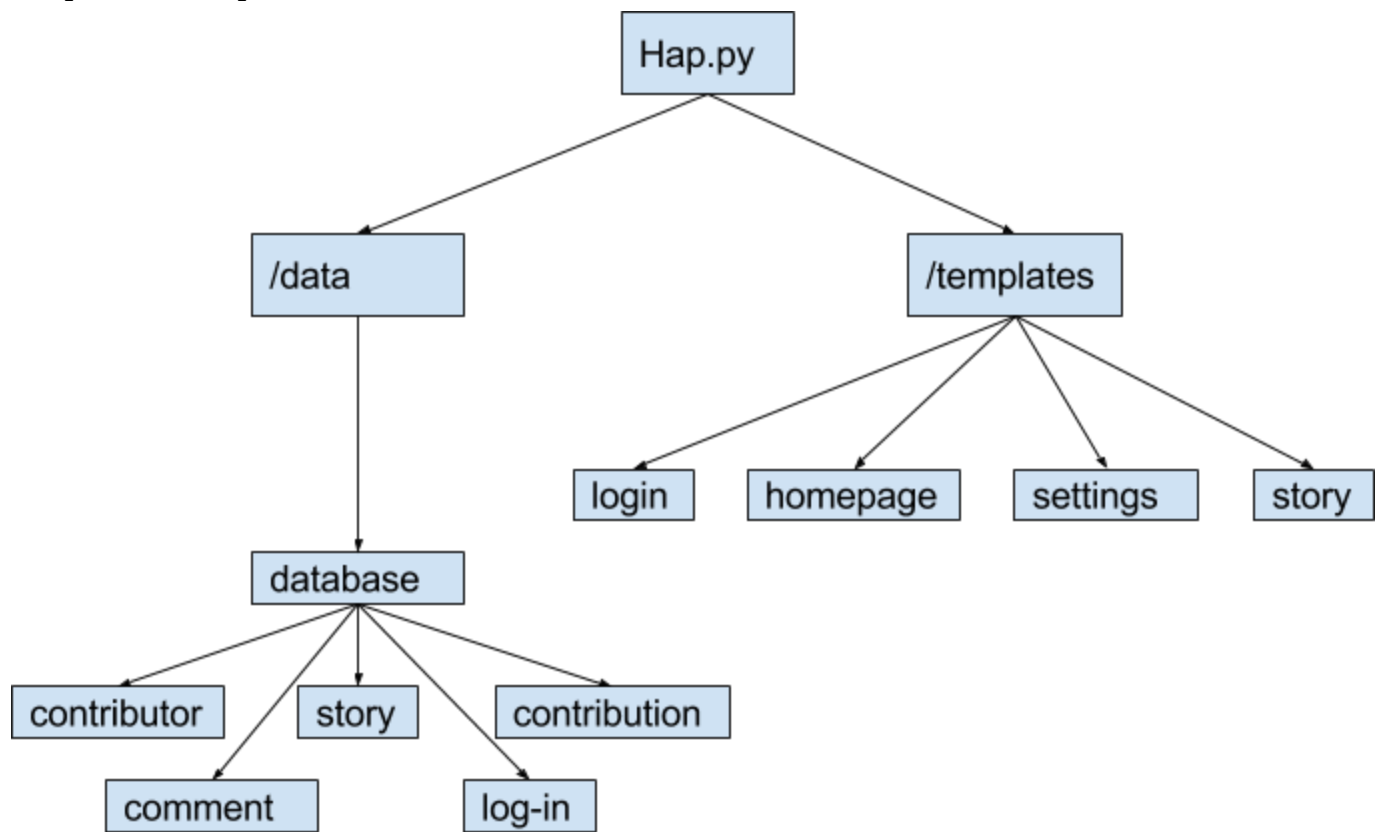 Hap.py
/data
/templates
login
homepage
settings
story
database
contributor
story
contribution
comment
log-in